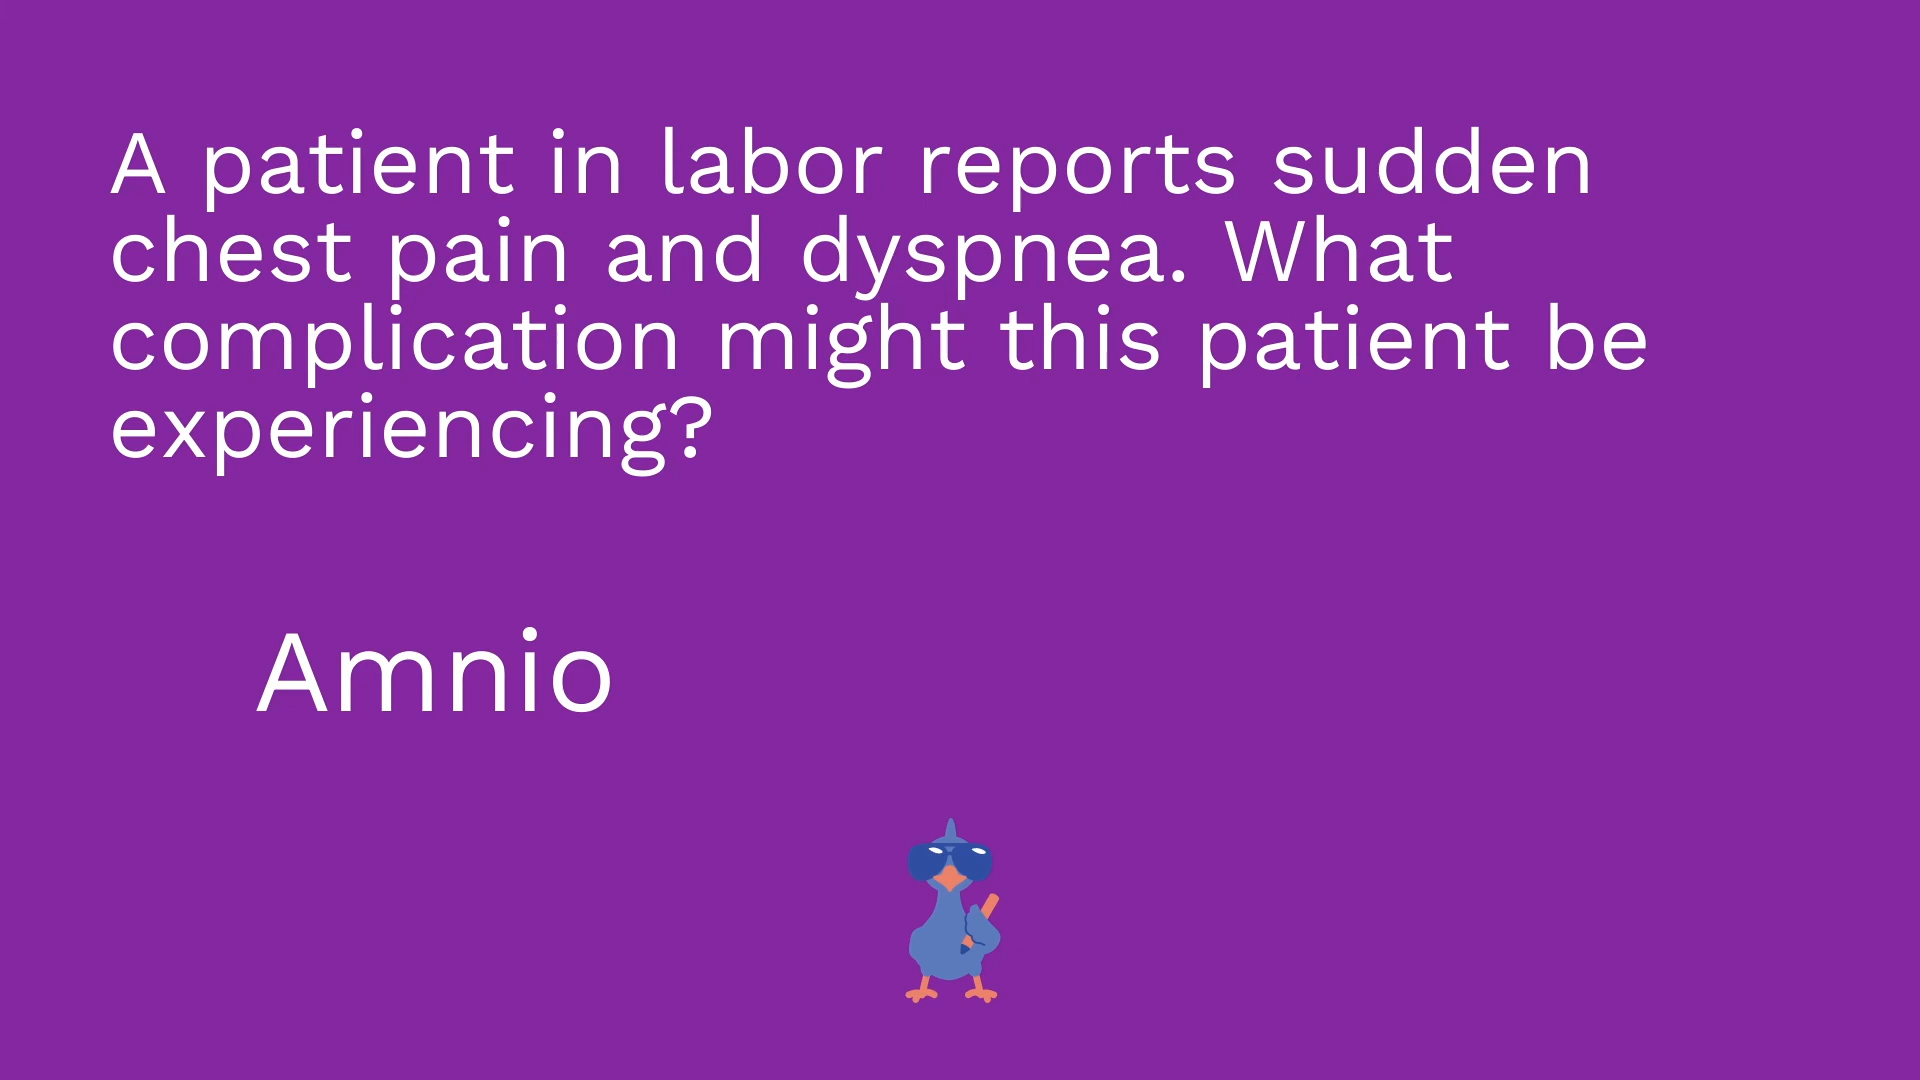 A patient in labor reports sudden
chest pain and dyspnea. What
complication might this patient be
experiencing?
Amnio